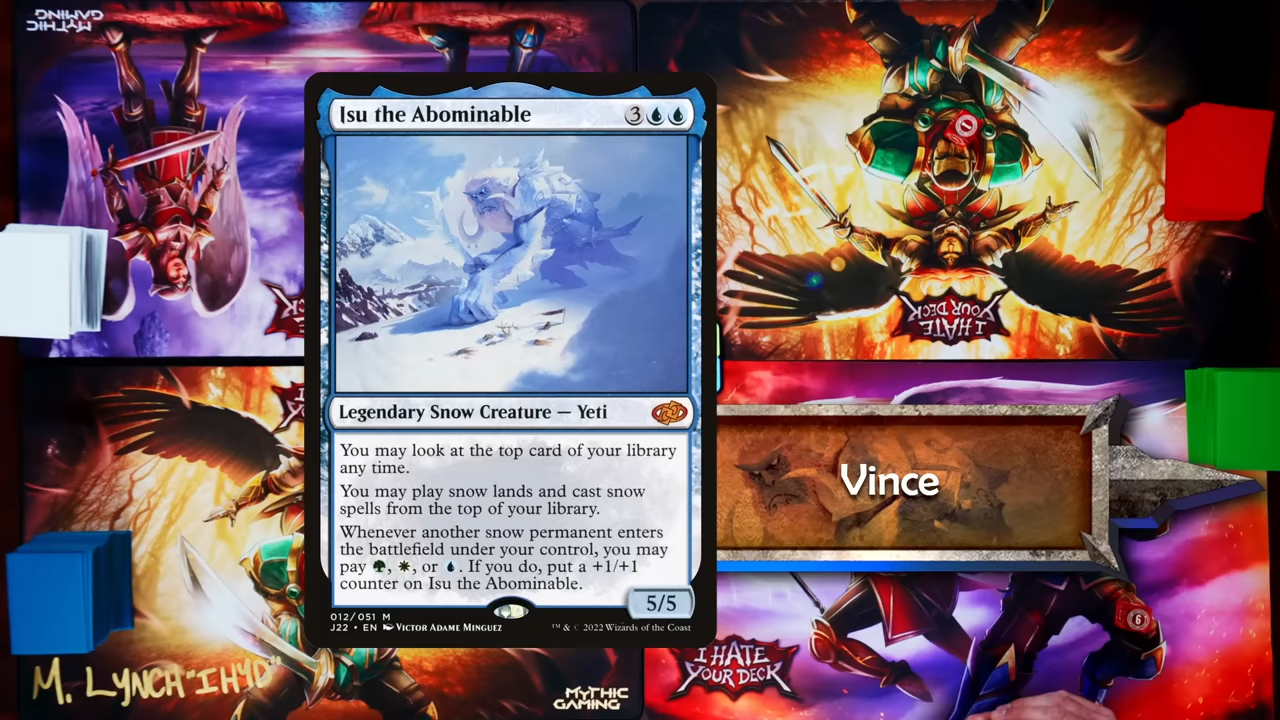 MYTHIC
GAMING
Isu the Abominable
3
I HATE
YOUR DECK
Legendary Snow Creature — Yeti
You may look at the top card of your library
any time.
You may play snow lands and cast snow
spells from the top of your library.
Whenever another snow permanent enters
the battlefield under your control, you may
pay , , or . If you do, put a +1/+1
counter on Isu the Abominable.
5/5
012/051 M
J22 • EN VICTOR ADAME MINGUEZ
™ & © 2022 Wizards of the Coast
Vince
6
I HATE
YOUR DECK
M. LYNCH "IHYD"
MYTHIC
GAMING